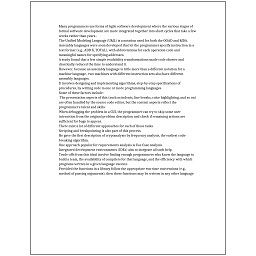 Many programmers use forms of Agile software development where the various stages of
formal software development are more integrated together into short cycles that take a few
weeks rather than years.
The Unified Modeling Language (UML) is a notation used for both the OOAD and MDA.
Assembly languages were soon developed that let the programmer specify instruction in a
text format (e.g., ADD X, TOTAL), with abbreviations for each operation code and
meaningful names for specifying addresses.
A study found that a few simple readability transformations made code shorter and
drastically reduced the time to understand it.
However, because an assembly language is little more than a different notation for a
machine language, two machines with different instruction sets also have different
assembly languages.
It involves designing and implementing algorithms, step-by-step specifications of
procedures, by writing code in one or more programming languages.
Some of these factors include:
The presentation aspects of this (such as indents, line breaks, color highlighting, and so on)
are often handled by the source code editor, but the content aspects reflect the
programmer's talent and skills.
When debugging the problem in a GUI, the programmer can try to skip some user
interaction from the original problem description and check if remaining actions are
sufficient for bugs to appear.
There exist a lot of different approaches for each of those tasks.
Scripting and breakpointing is also part of this process.
He gave the first description of cryptanalysis by frequency analysis, the earliest code-
breaking algorithm.
One approach popular for requirements analysis is Use Case analysis.
Integrated development environments (IDEs) aim to integrate all such help.
Trade-offs from this ideal involve finding enough programmers who know the language to
build a team, the availability of compilers for that language, and the efficiency with which
programs written in a given language execute.
Provided the functions in a library follow the appropriate run-time conventions (e.g.,
method of passing arguments), then these functions may be written in any other language.